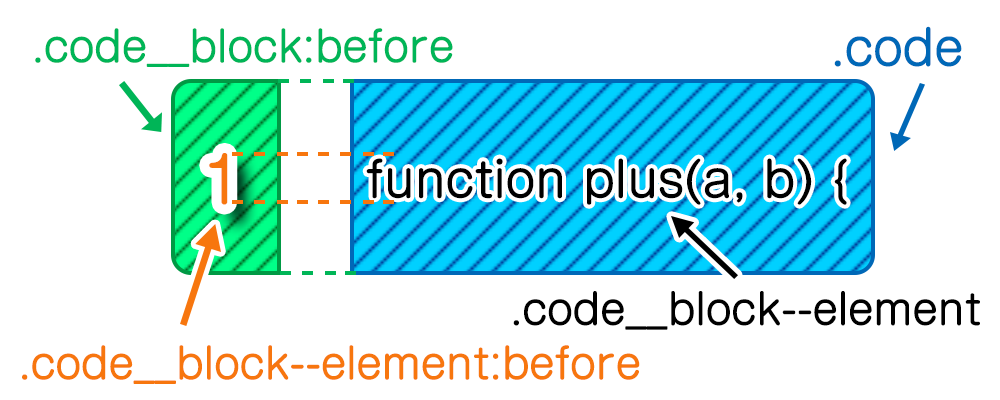 .code__block:before
.code
1
function plus(a, b) {
.code__block--element
.code__block--element:before